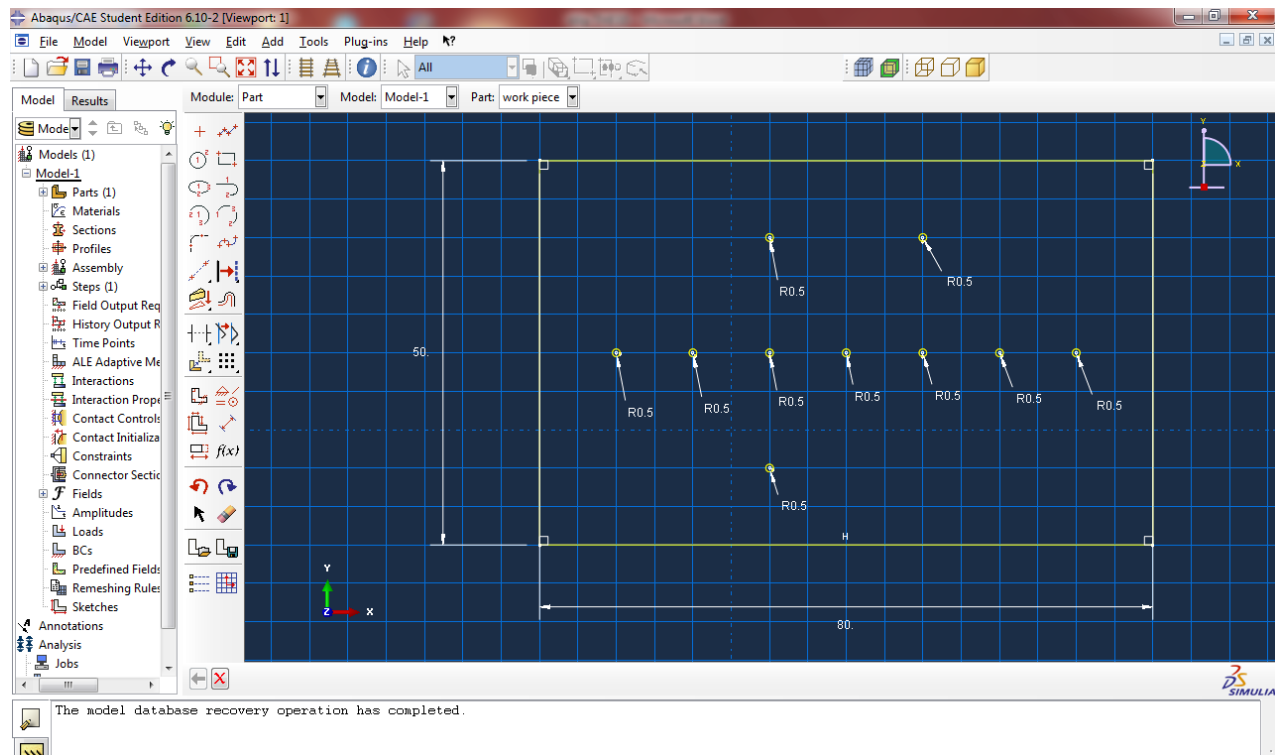 Abaqus/CAE Student Edition 6.10-2 [Viewport: 1]
File Model Viewport View Edit Add Tools Plug-ins Help
All
Model Results
Module: Part Model: Model-1 Part: work piece
Mode
Models (1)
Model-1
Parts (1)
Materials
Sections
Profiles
Assembly
Steps (1)
Field Output Req
History Output R
Time Points
ALE Adaptive Me
Interactions
Interaction Prope
Contact Controls
Contact Initializa
Constraints
Connector Sectio
Fields
Amplitudes
Loads
BCs
Predefined Fields
Remeshing Rules
Sketches
Annotations
Analysis
Jobs
f(x)
Y
X
R0.5 R0.5
50.
R0.5 R0.5 R0.5 R0.5 R0.5 R0.5 R0.5
R0.5
H
Y
Z X
80.
SIMULIA
The model database recovery operation has completed.
>>>